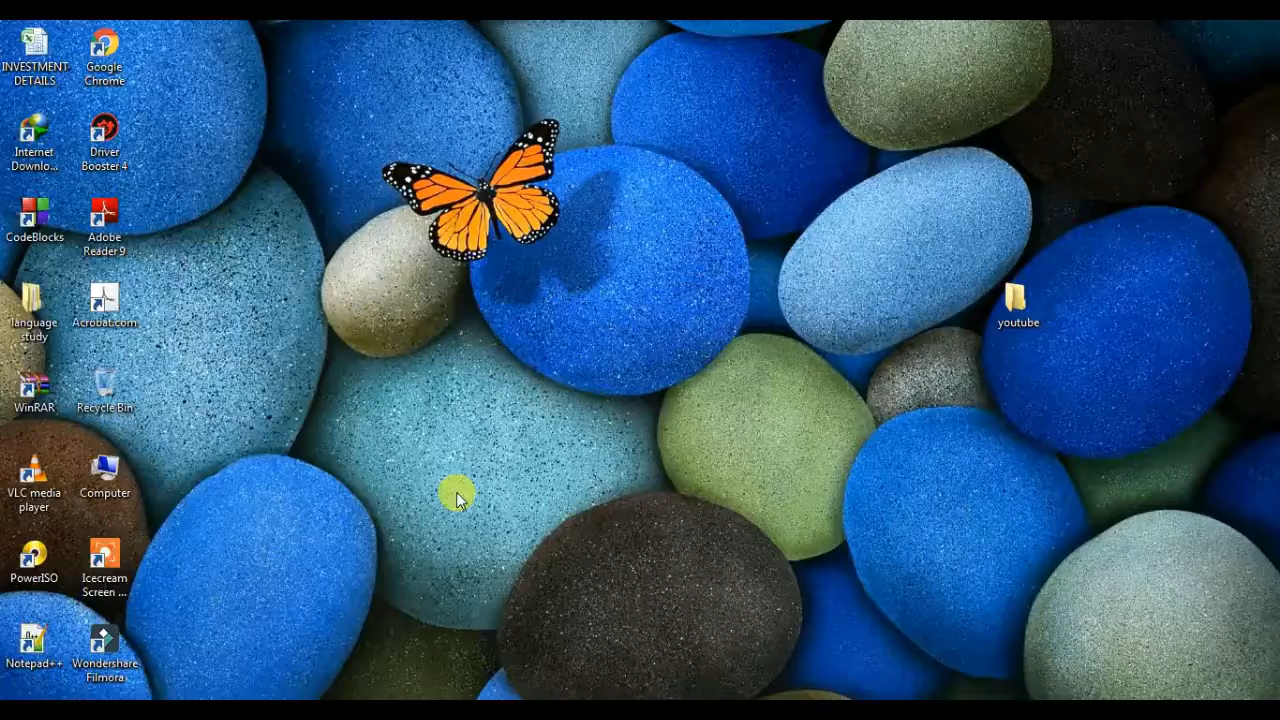 INVESTMENT
DETAILS
Google
Chrome
Internet
Downlo...
Driver
Booster 4
CodeBlocks
Adobe
Reader 9
language
study
Acrobat.com
WinRAR
Recycle Bin
VLC media
player
Computer
PowerISO
Icecream
Screen ...
Notepad++
Wondershare
Filmora
youtube